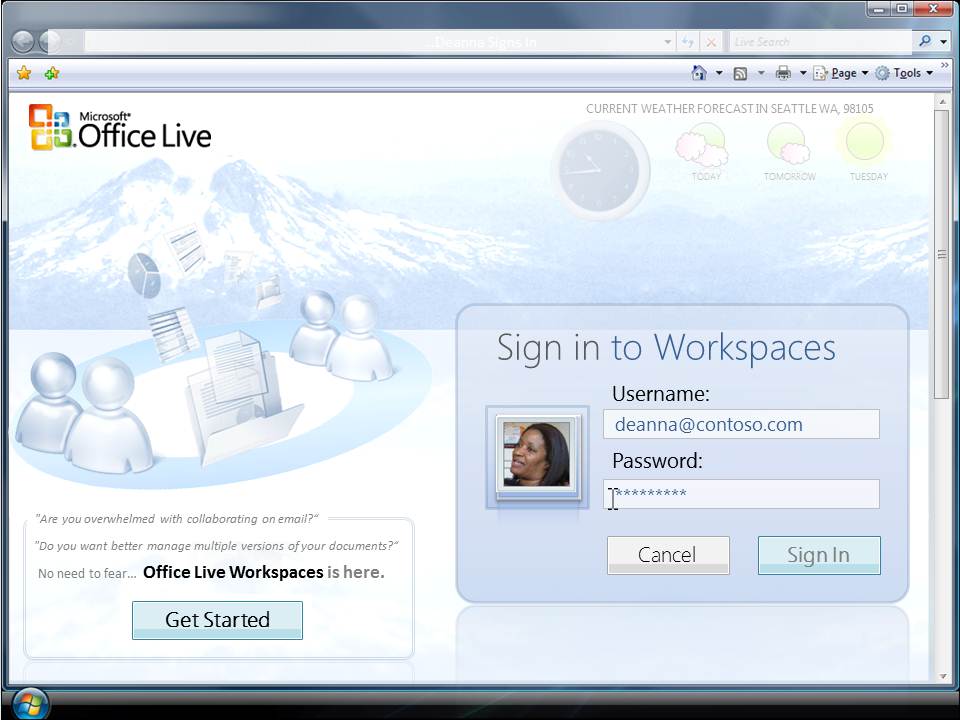 ...Deanna Signs In
Live Search
Page
Tools
CURRENT WEATHER FORECAST IN SEATTLE WA, 98105
TODAY
TOMORROW
TUESDAY
Microsoft®
Office Live
Sign in to Workspaces
Username:
deanna@contoso.com
Password:
*********
Cancel
Sign In
"Are you overwhelmed with collaborating on email?"
"Do you want better manage multiple versions of your documents?"
No need to fear... Office Live Workspaces is here.
Get Started